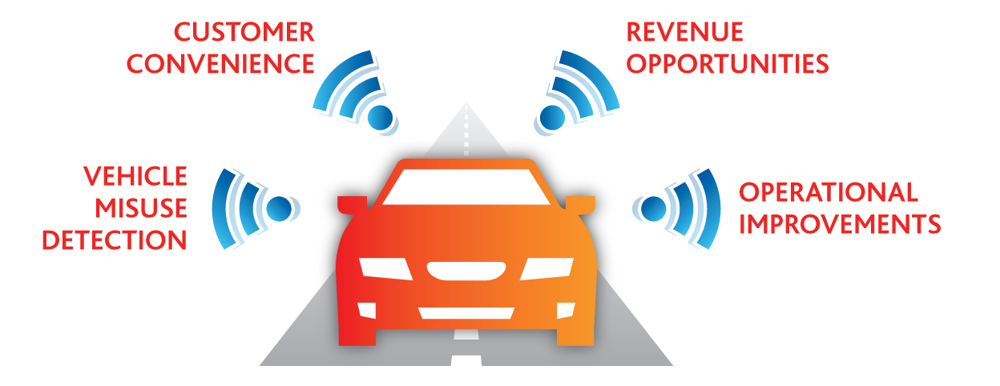 CUSTOMER
CONVENIENCE
REVENUE
OPPORTUNITIES
VEHICLE
MISUSE
DETECTION
OPERATIONAL
IMPROVEMENTS